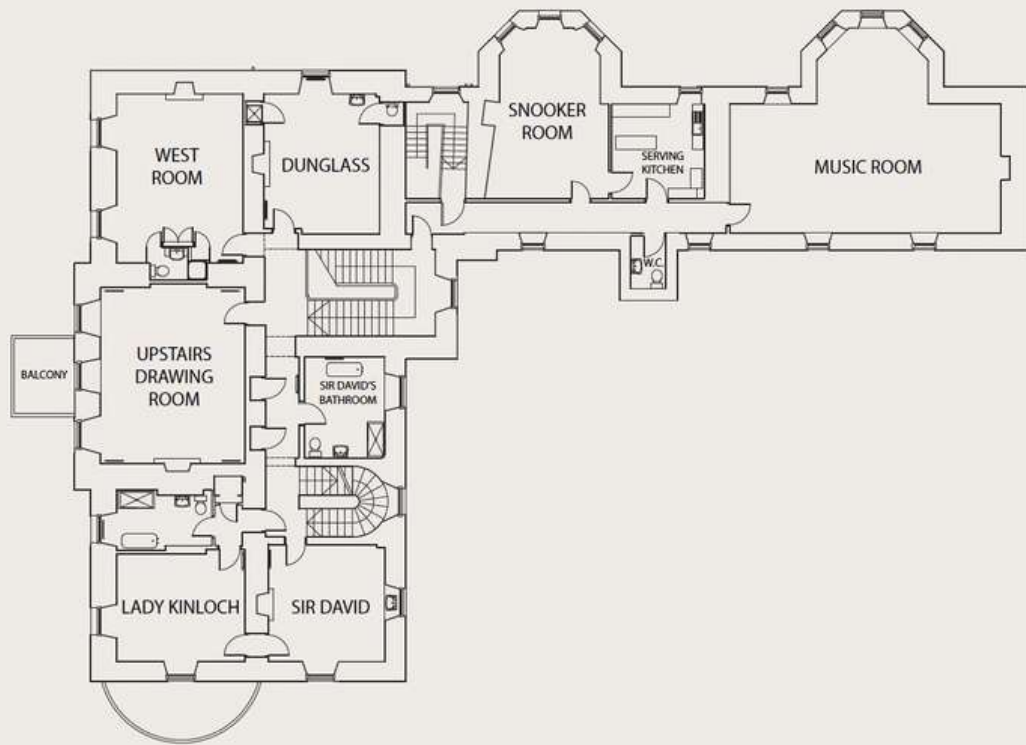 SNOOKER
ROOM
WEST
ROOM
DUNGLASS
SERVING
KITCHEN
MUSIC ROOM
W.C.
UPSTAIRS
DRAWING
ROOM
BALCONY
SIR DAVID'S
BATHROOM
LADY KINLOCH
SIR DAVID